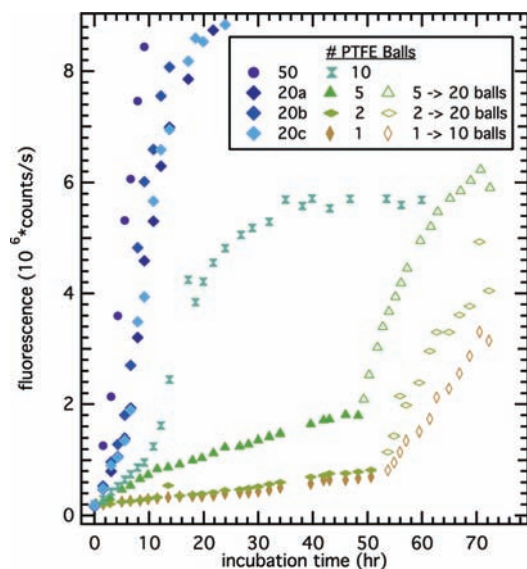 # PTFE Balls
50 10
20a 5 5 -> 20 balls
20b 2 2 -> 20 balls
20c 1 1 -> 10 balls
8
6
4
2
0
fluorescence (10 ⁶*counts/s)
0 10 20 30 40 50 60 70
incubation time (hr)